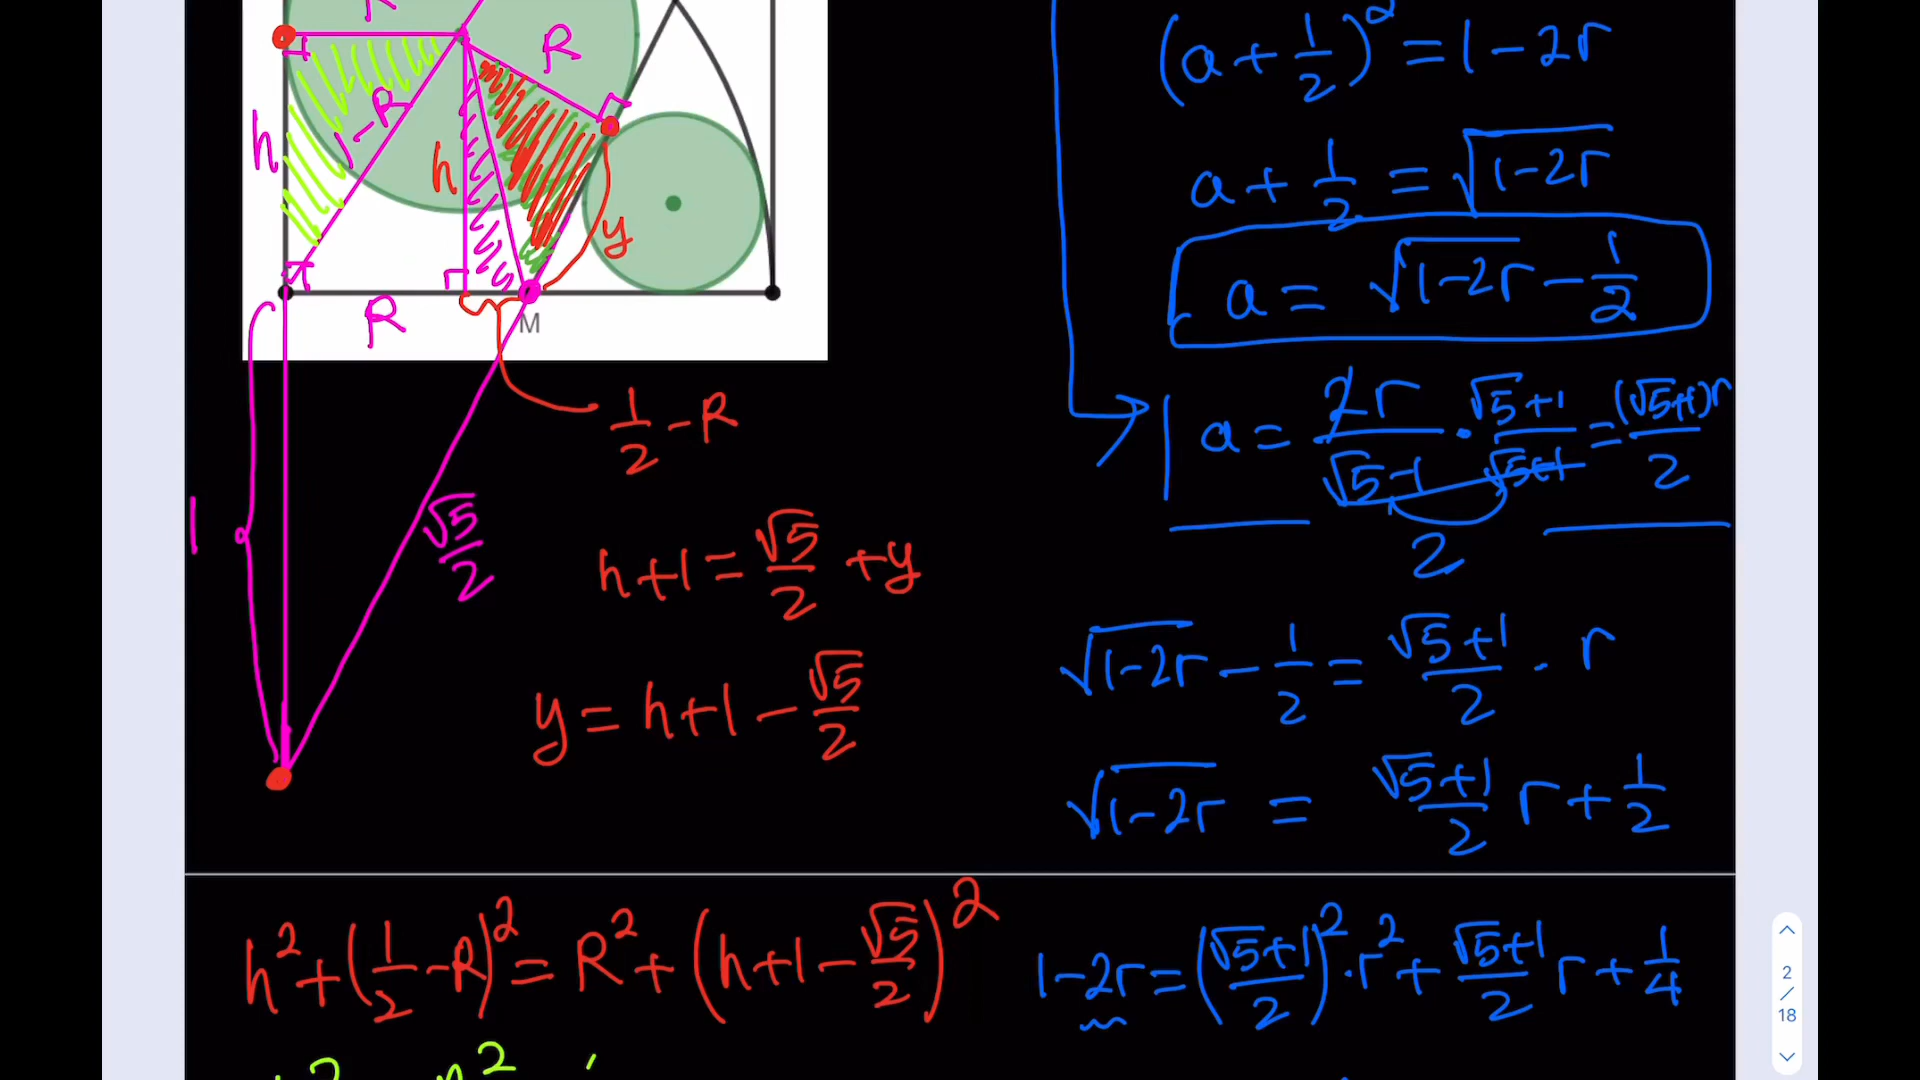 R
R
h
1-R
h
y
R
M
1/2 - R
1
√5/2
h+1 = √5/2 + y
y = h+1 - √5/2
h² + (1/2 - R)² = R² + (h+1 - √5/2)²
(a + 1/2)² = 1 - 2r
a + 1/2 = √(1-2r)
a = √(1-2r) - 1/2
a = 2r/(√5-1) · (√5+1)/(√5+1) = (√5+1)r/2
2
√(1-2r) - 1/2 = (√5+1)/2 · r
√(1-2r) = (√5+1)/2 r + 1/2
1-2r = ((√5+1)/2)² · r² + (√5+1)/2 r + 1/4
2
/
18